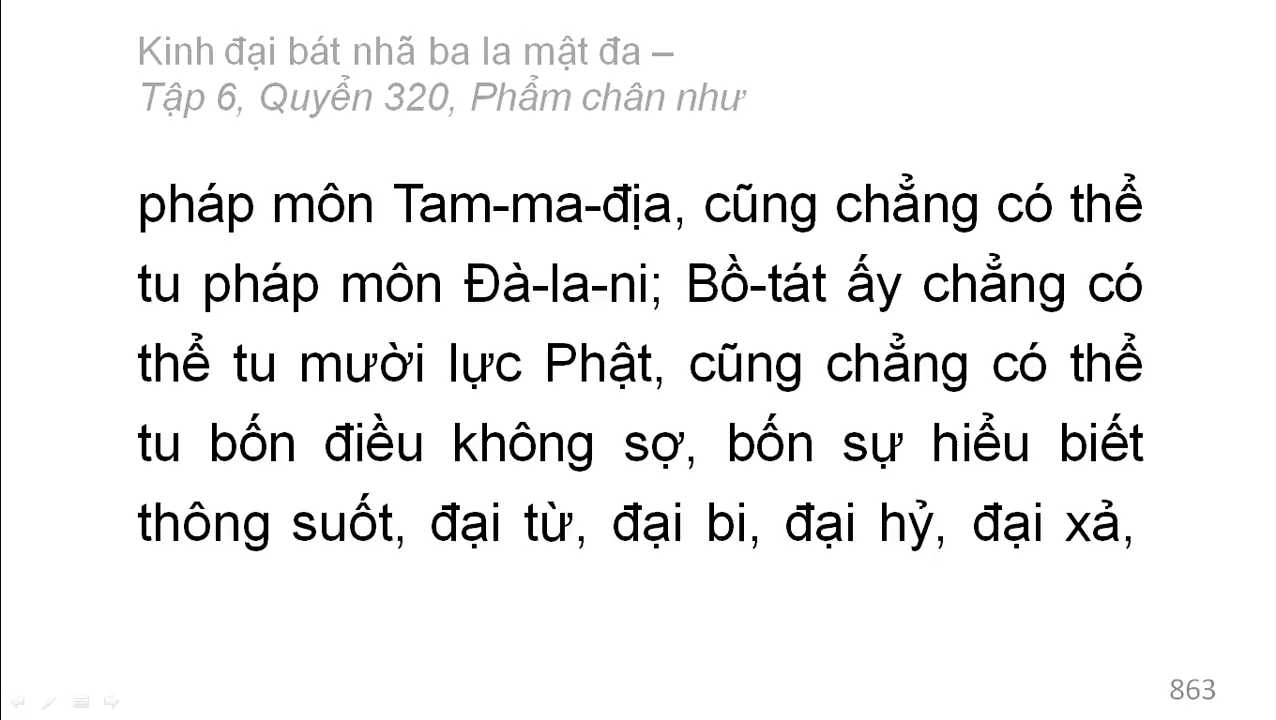 Kinh đại bát nhã ba la mật đa –
Tập 6, Quyển 320, Phẩm chân như
pháp môn Tam-ma-địa, cũng chẳng có thể
tu pháp môn Đà-la-ni; Bồ-tát ấy chẳng có
thể tu mười lực Phật, cũng chẳng có thể
tu bốn điều không sợ, bốn sự hiểu biết
thông suốt, đại từ, đại bi, đại hỷ, đại xả,
863